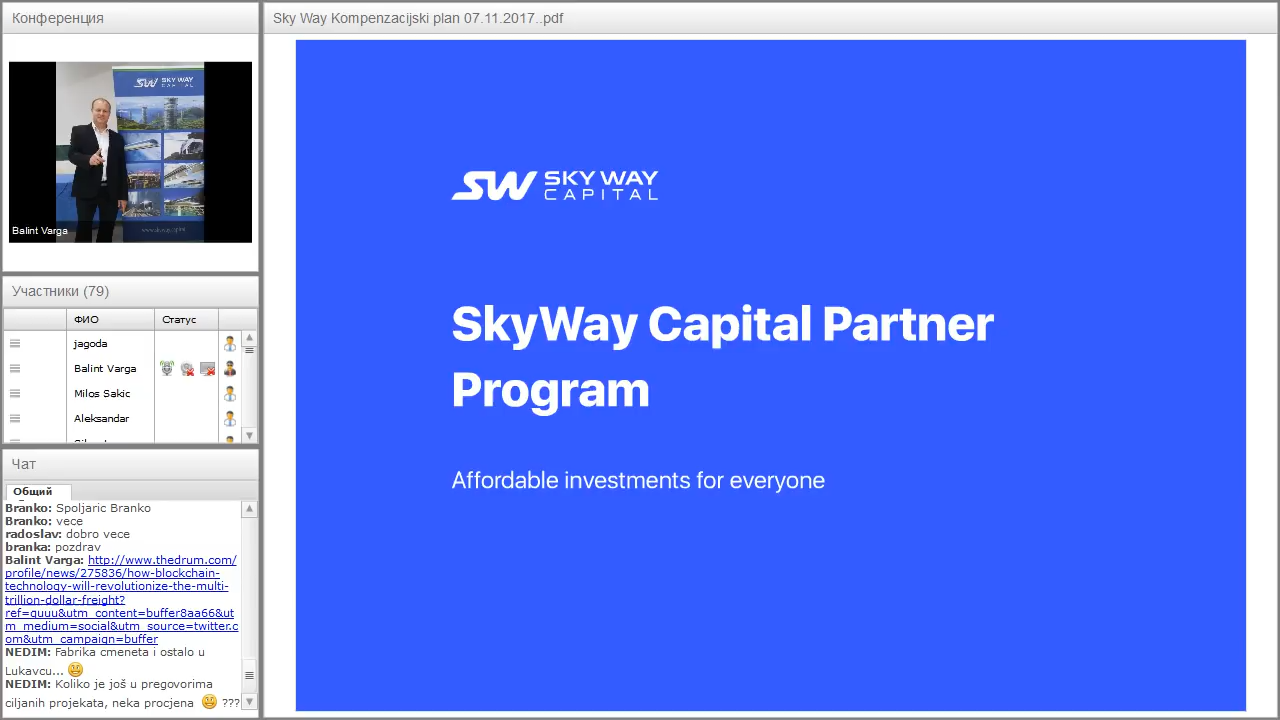 Конференция
SW SKY WAY
CAPITAL
Balint Varga
Участники (79)
ФИО Статус
jagoda
Balint Varga
Milos Sakic
Aleksandar
Чат
Общий
Branko: Spoljaric Branko
Branko: vece
radoslav: dobro vece
branka: pozdrav
Balint Varga: http://www.thedrum.com/
profile/news/275836/how-blockchain-
technology-will-revolutionize-the-multi-
trillion-dollar-freight?
ref=quuu&utm_content=buffer8aa66&ut
m_medium=social&utm_source=twitter.c
om&utm_campaign=buffer
NEDIM: Fabrika cmeneta i ostalo u
Lukavcu...
NEDIM: Koliko je još u pregovorima
ciljanih projekata, neka procjena ???
Sky Way Kompenzacijski plan 07.11.2017..pdf
SW SKY WAY
CAPITAL
SkyWay Capital Partner
Program
Affordable investments for everyone